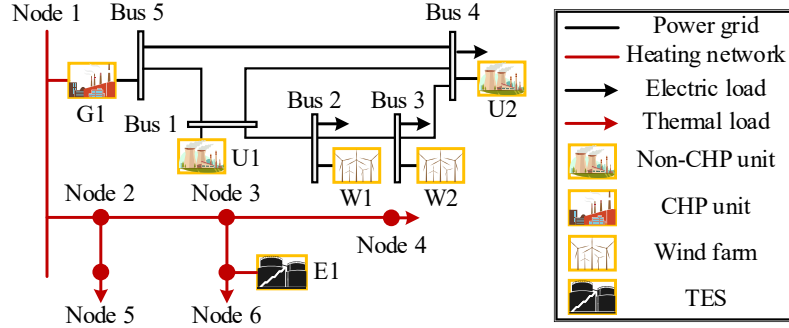 Node 1
Bus 5
Bus 4
G1
Bus 1
Bus 2
Bus 3
U2
U1
W1
W2
Node 2
Node 3
Node 4
E1
Node 5
Node 6
Power grid
Heating network
Electric load
Thermal load
Non-CHP unit
CHP unit
Wind farm
TES